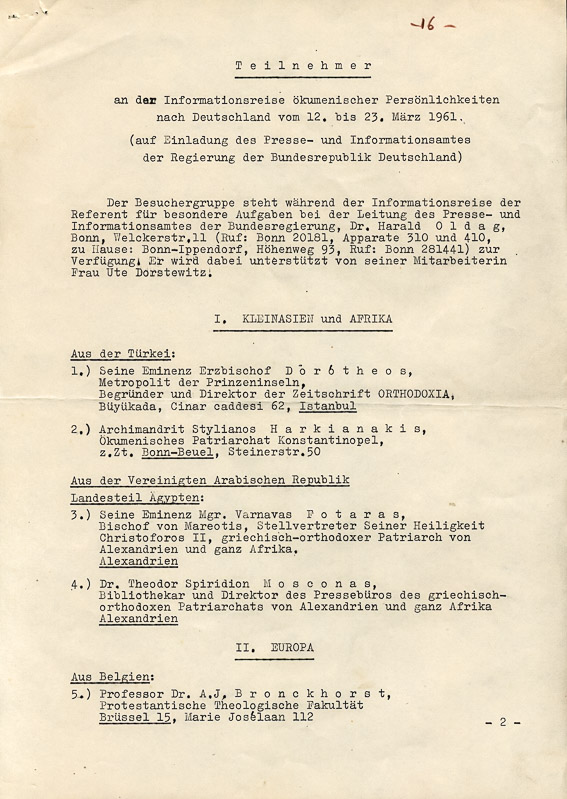 -16-
T e i l n e h m e r
an der Informationsreise ökumenischer Persönlichkeiten
nach Deutschland vom 12. bis 23. März 1961.
(auf Einladung des Presse- und Informationsamtes
der Regierung der Bundesrepublik Deutschland)
Der Besuchergruppe steht während der Informationsreise der
Referent für besondere Aufgaben bei der Leitung des Presse- und
Informationsamtes der Bundesregierung, Dr. Harald O l d a g,
Bonn, Welckerstr.11 (Ruf: Bonn 20181, Apparate 310 und 410,
zu Hause: Bonn-Ippendorf, Höhenweg 93, Ruf: Bonn 281441) zur
Verfügung. Er wird dabei unterstützt von seiner Mitarbeiterin
Frau Ute Dorstewitz.
I. KLEINASIEN und AFRIKA
Aus der Türkei:
1.) Seine Eminenz Erzbischof D o r ó t h e o s,
Metropolit der Prinzeninseln,
Begründer und Direktor der Zeitschrift ORTHODOXIA,
Büyükada, Cinar caddesi 62, Istanbul
2.) Archimandrit Stylianos H a r k i a n a k i s,
Ökumenisches Patriarchat Konstantinopel,
z.Zt. Bonn-Beuel, Steinerstr.50
Aus der Vereinigten Arabischen Republik
Landesteil Ägypten:
3.) Seine Eminenz Mgr. Varnavas F o t a r a s,
Bischof von Mareotis, Stellvertreter Seiner Heiligkeit
Christoforos II, griechisch-orthodoxer Patriarch von
Alexandrien und ganz Afrika.
Alexandrien
4.) Dr. Theodor Spiridion M o s c o n a s,
Bibliothekar und Direktor des Pressebüros des griechisch-
orthodoxen Patriarchats von Alexandrien und ganz Afrika
Alexandrien
II. EUROPA
Aus Belgien:
5.) Professor Dr. A.J. B r o n c k h o r s t,
Protestantische Theologische Fakultät
Brüssel 15, Marie Josélaan 112
- 2 -